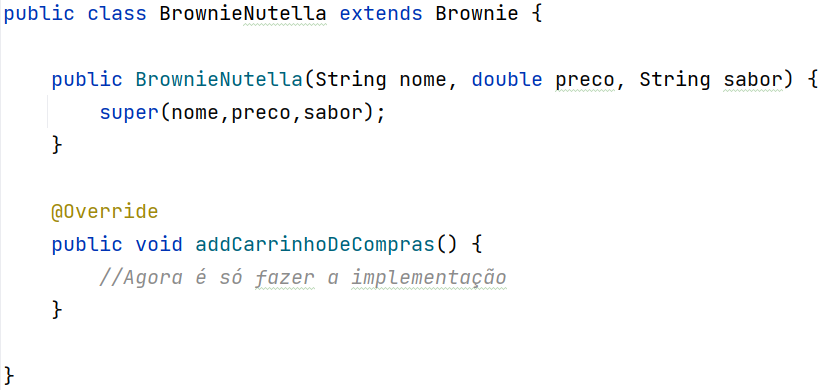 public class BrownieNutella extends Brownie {
public BrownieNutella(String nome, double preco, String sabor) {
super(nome,preco,sabor);
}
@Override
public void addCarrinhoDeCompras() {
//Agora é só fazer a implementação
}
}